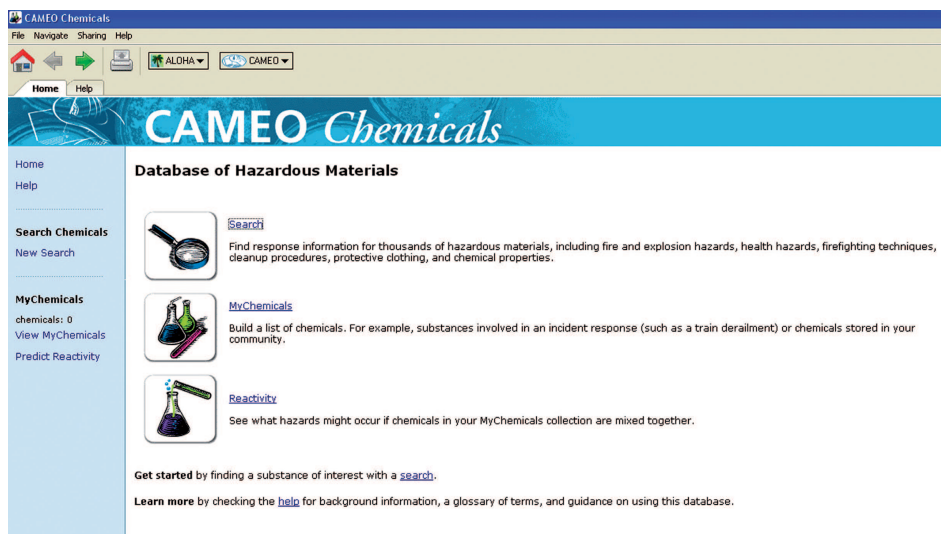 CAMEO Chemicals
File Navigate Sharing Help
ALOHA CAMEO
Home Help
CAMEO Chemicals
Home
Help
Search Chemicals
New Search
MyChemicals
chemicals: 0
View MyChemicals
Predict Reactivity
Database of Hazardous Materials
Search
Find response information for thousands of hazardous materials, including fire and explosion hazards, health hazards, firefighting techniques,
cleanup procedures, protective clothing, and chemical properties.
MyChemicals
Build a list of chemicals. For example, substances involved in an incident response (such as a train derailment) or chemicals stored in your
community.
Reactivity
See what hazards might occur if chemicals in your MyChemicals collection are mixed together.
Get started by finding a substance of interest with a search.
Learn more by checking the help for background information, a glossary of terms, and guidance on using this database.